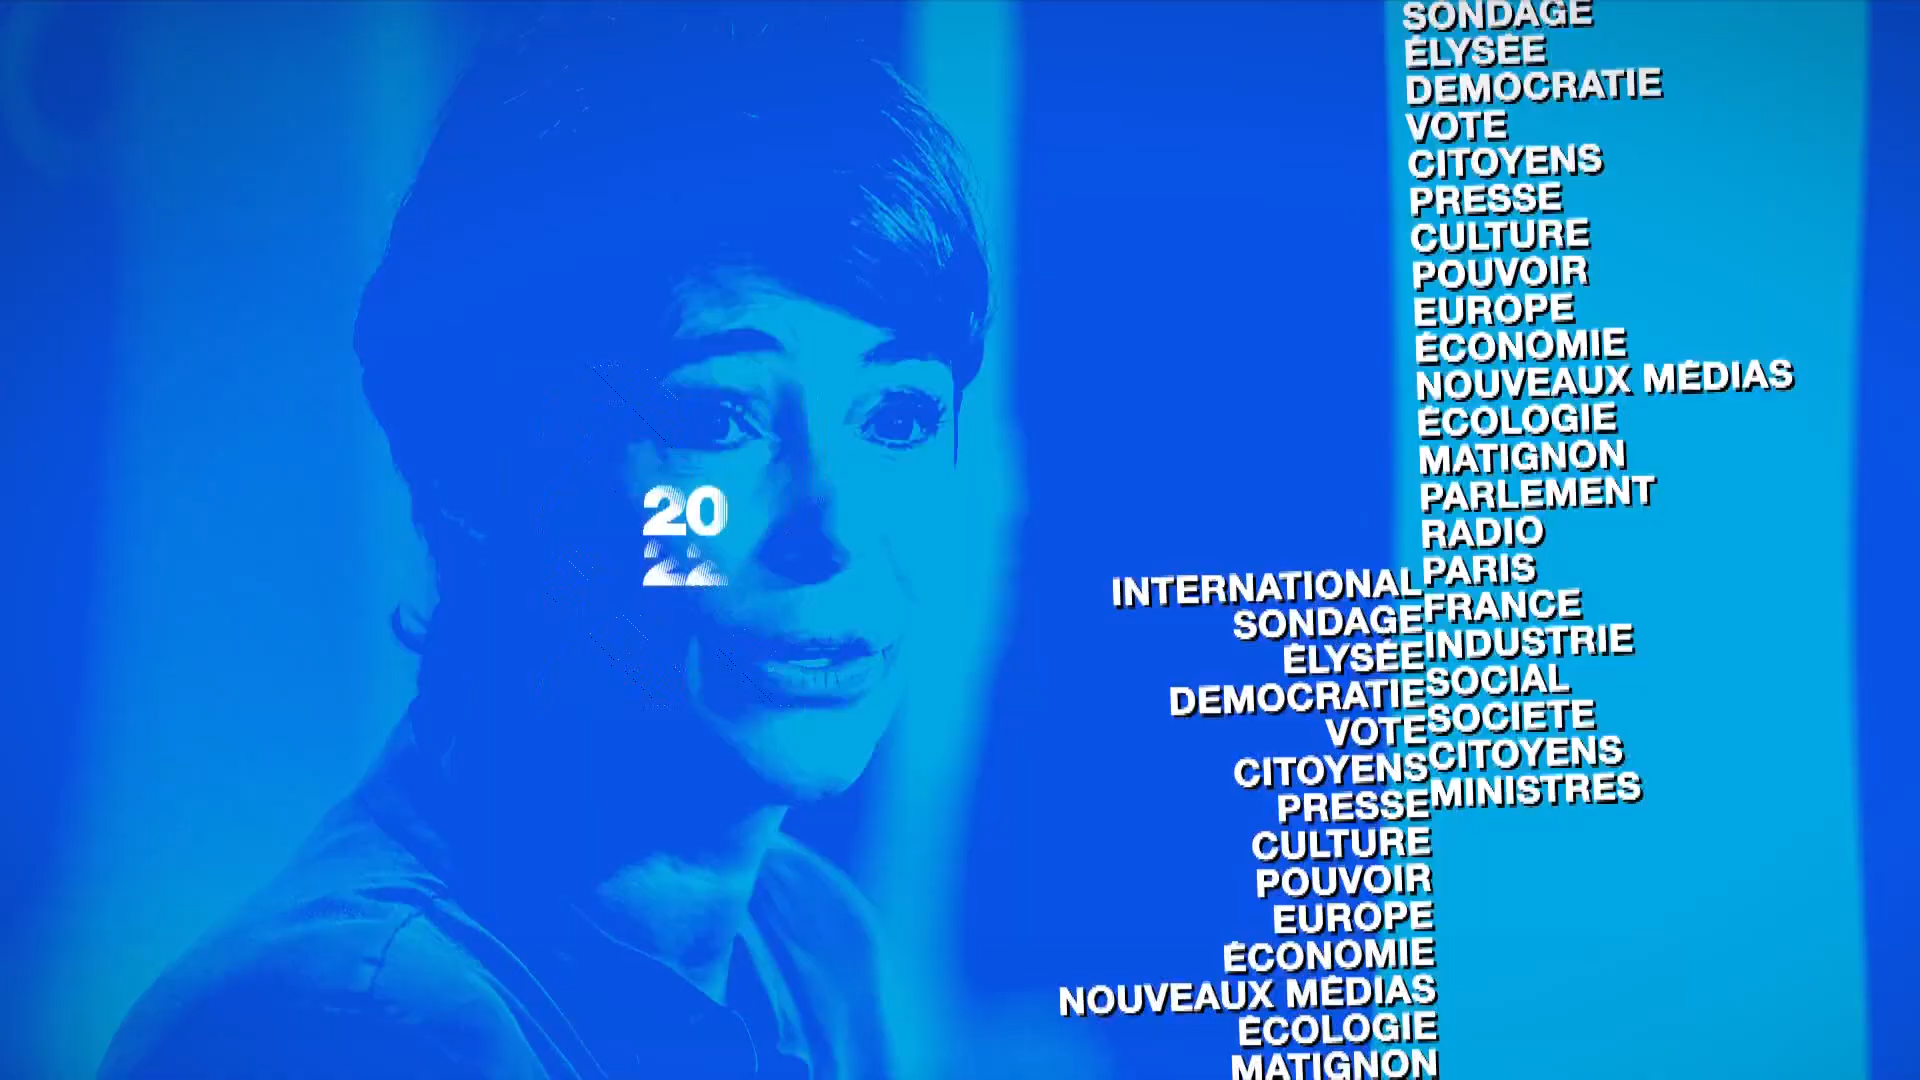 20
22
SONDAGE
ÉLYSÉE
DEMOCRATIE
VOTE
CITOYENS
PRESSE
CULTURE
POUVOIR
EUROPE
ÉCONOMIE
NOUVEAUX MÉDIAS
ÉCOLOGIE
MATIGNON
PARLEMENT
RADIO
PARIS
FRANCE
INDUSTRIE
SOCIAL
SOCIETE
CITOYENS
MINISTRES
INTERNATIONAL
SONDAGE
ÉLYSÉE
DEMOCRATIE
VOTE
CITOYENS
PRESSE
CULTURE
POUVOIR
EUROPE
ÉCONOMIE
NOUVEAUX MÉDIAS
ÉCOLOGIE
MATIGNON